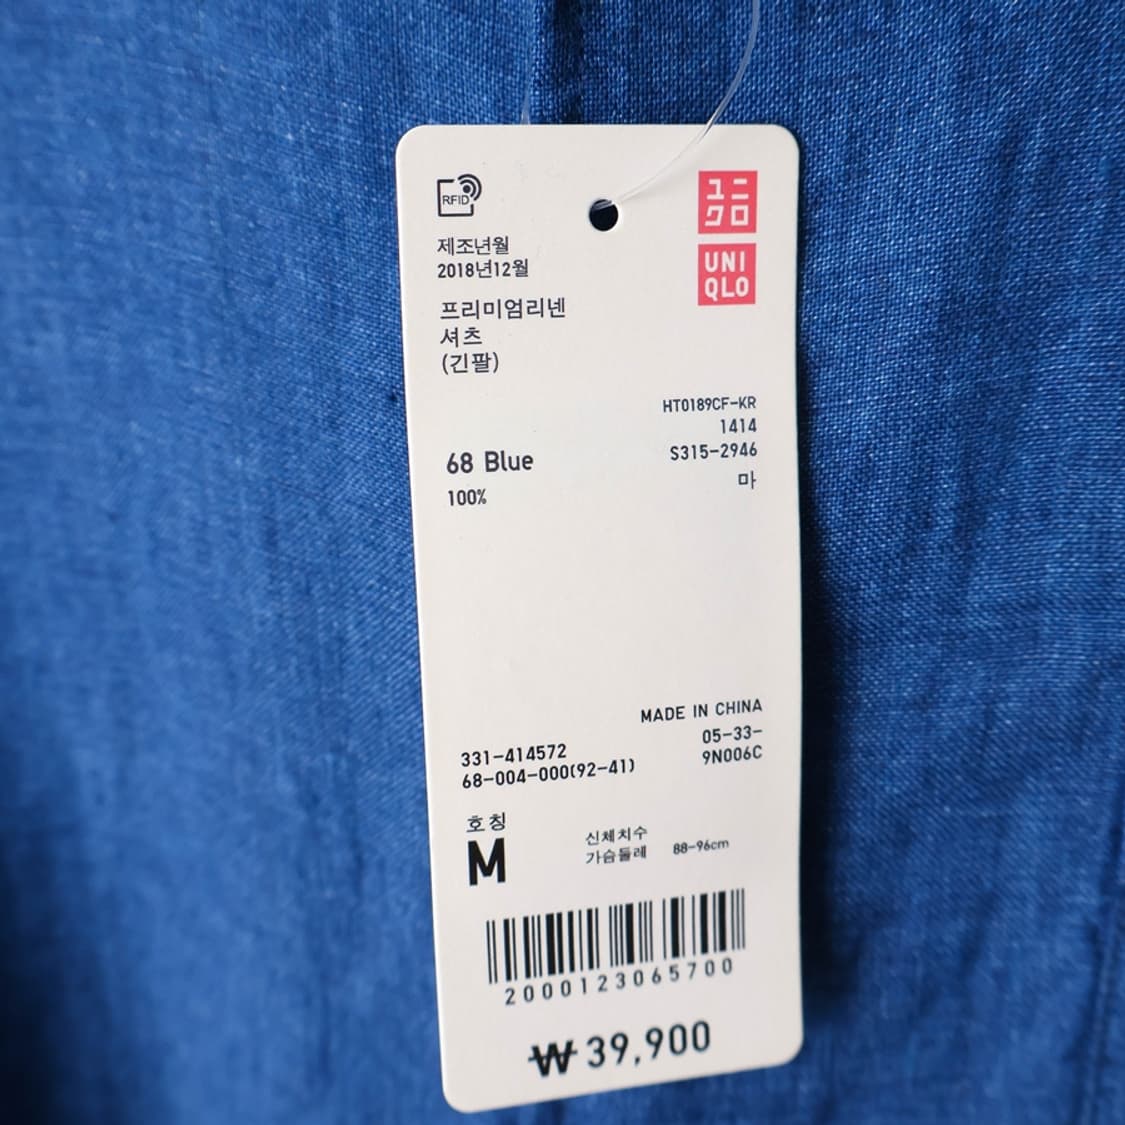 RFID
ユニ
クロ
UNI
QLO
제조년월
2018년12월
프리미엄리넨
셔츠
(긴팔)
HT0189CF-KR
1414
S315-2946
68 Blue
100%
마
MADE IN CHINA
05-33-
9N006C
331-414572
68-004-000(92-41)
호칭
M
신체치수
가슴둘레 88-96cm
2000123065700
₩39,900